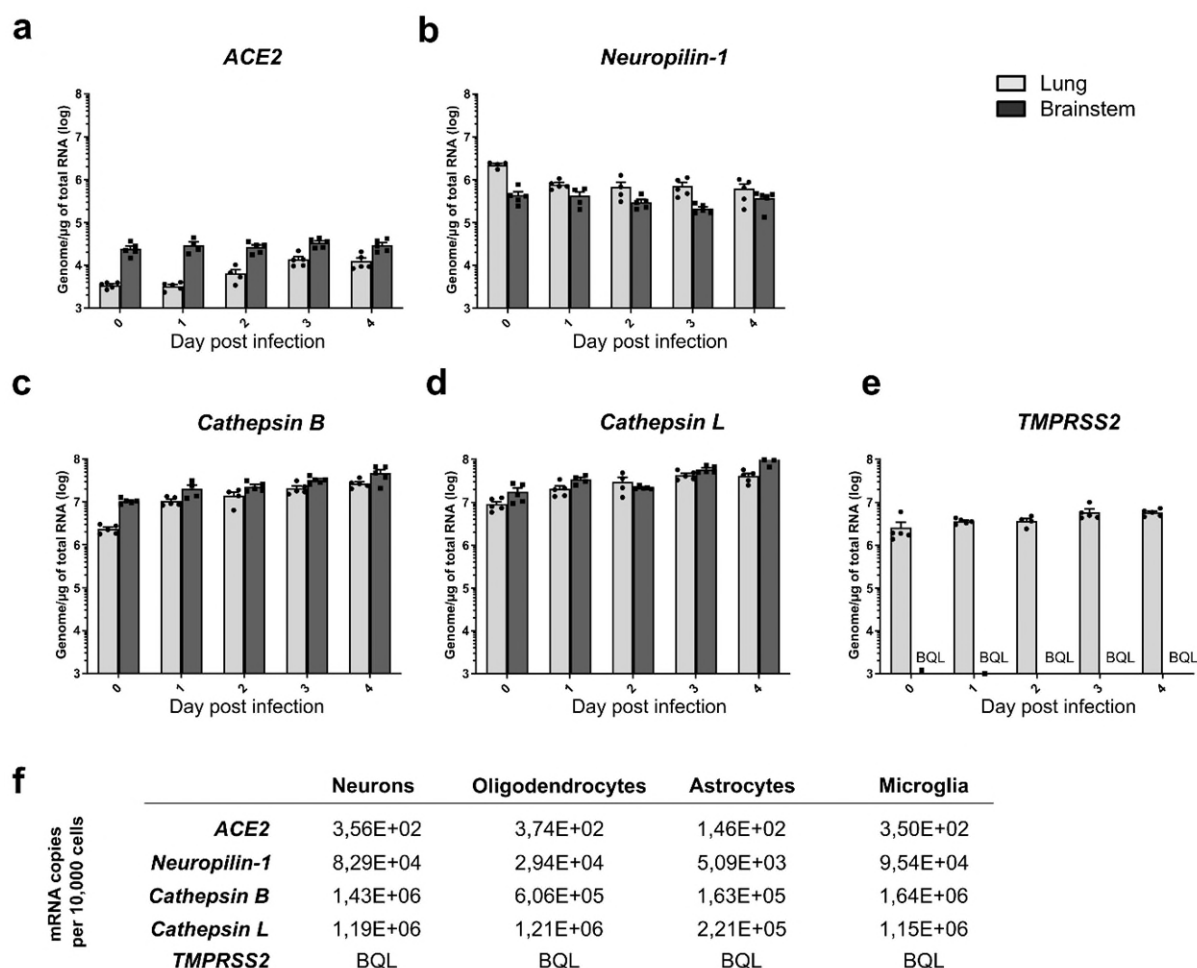 a
ACE2
Genome/µg of total RNA (log)
8
7
6
5
4
3
0 1 2 3 4
Day post infection
b
Neuropilin-1
Genome/µg of total RNA (log)
8
7
6
5
4
3
0 1 2 3 4
Day post infection
Lung
Brainstem
c
Cathepsin B
Genome/µg of total RNA (log)
8
7
6
5
4
3
0 1 2 3 4
Day post infection
d
Cathepsin L
Genome/µg of total RNA (log)
8
7
6
5
4
3
0 1 2 3 4
Day post infection
e
TMPRSS2
Genome/µg of total RNA (log)
8
7
6
5
4
3
BQL BQL BQL BQL BQL
0 1 2 3 4
Day post infection
f
mRNA copies
per 10,000 cells
Neurons Oligodendrocytes Astrocytes Microglia
ACE2 3,56E+02 3,74E+02 1,46E+02 3,50E+02
Neuropilin-1 8,29E+04 2,94E+04 5,09E+03 9,54E+04
Cathepsin B 1,43E+06 6,06E+05 1,63E+05 1,64E+06
Cathepsin L 1,19E+06 1,21E+06 2,21E+05 1,15E+06
TMPRSS2 BQL BQL BQL BQL